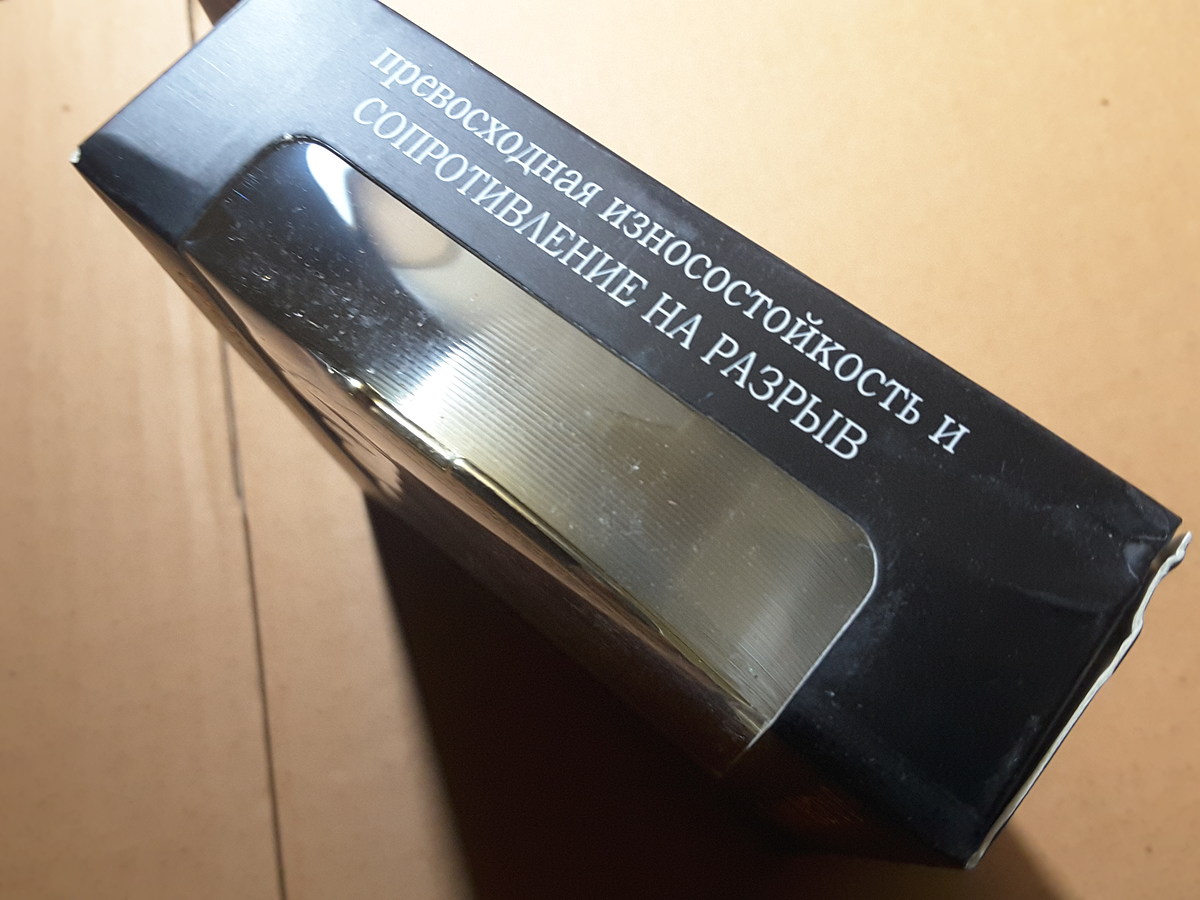 превосходная износостойкость и
СОПРОТИВЛЕНИЕ НА РАЗРЫВ